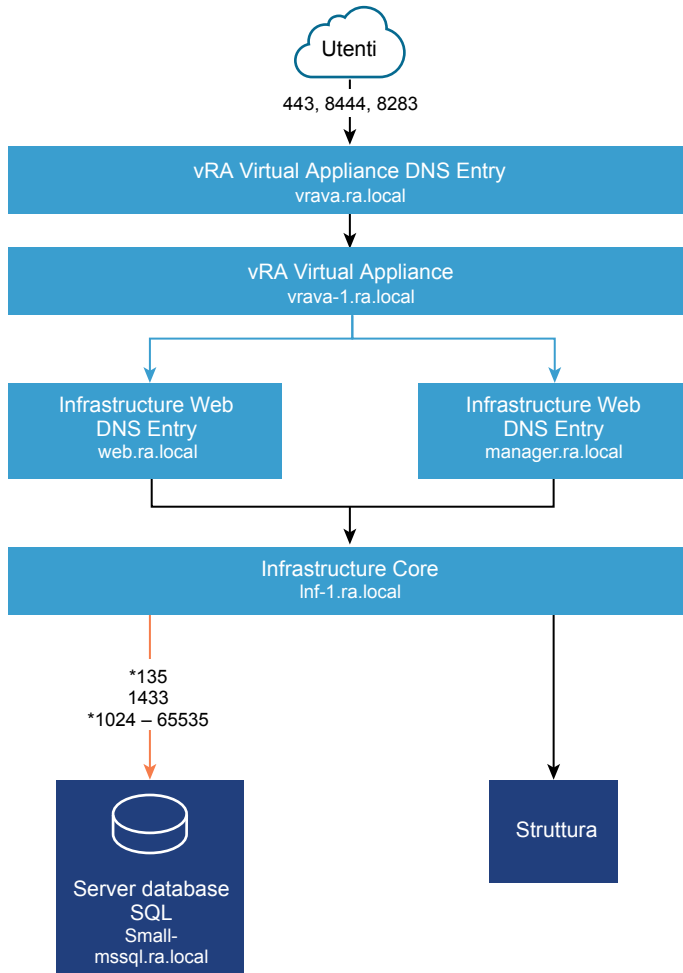 Utenti
443, 8444, 8283
vRA Virtual Appliance DNS Entry
vrava.ra.local
vRA Virtual Appliance
vrava-1.ra.local
Infrastructure Web
DNS Entry
web.ra.local
Infrastructure Web
DNS Entry
manager.ra.local
Infrastructure Core
lnf-1.ra.local
*135
1433
*1024 – 65535
Server database
SQL
Small-
mssql.ra.local
Struttura